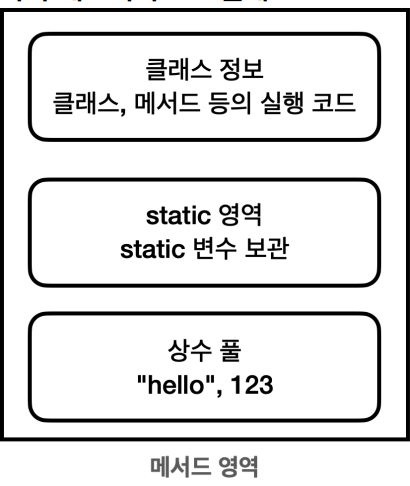 클래스 정보
클래스, 메서드 등의 실행 코드
static 영역
static 변수 보관
상수 풀
"hello", 123
메서드 영역